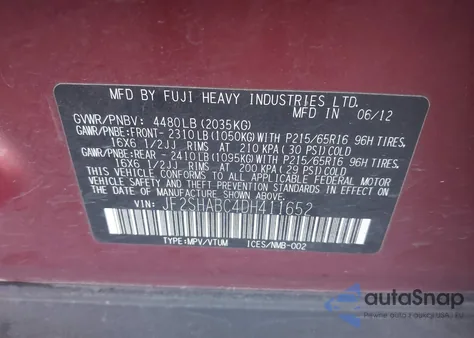 MFD BY FUJI HEAVY INDUSTRIES LTD.
GVWR/PNBV: 4480LB (2035KG) MFD IN 06/12
GAWR/PNBE:FRONT-2310LB(1050KG)WITH P215/65R16 96H TIRES.
16X6 1/2JJ RIMS AT 210 KPA (30 PSI) COLD
GAWR/PNBE:REAR -2410LB(1095KG)WITH P215/65R16 96H TIRES.
16X6 1/2JJ RIMS AT 200 KPA (29 PSI) COLD
THIS VEHICLE CONFORMS TO ALL APPLICABLE FEDERAL MOTOR
VEHICLE SAFETY AND BUMPER STANDARDS IN EFFECT ON THE
DATE OF MANUFACTURE SHOWN ABOVE.
VIN: JF2SHABC4DH411652
TYPE:MPV/VTUM ICES/NMB-002
autaSnap
Pewne auto z